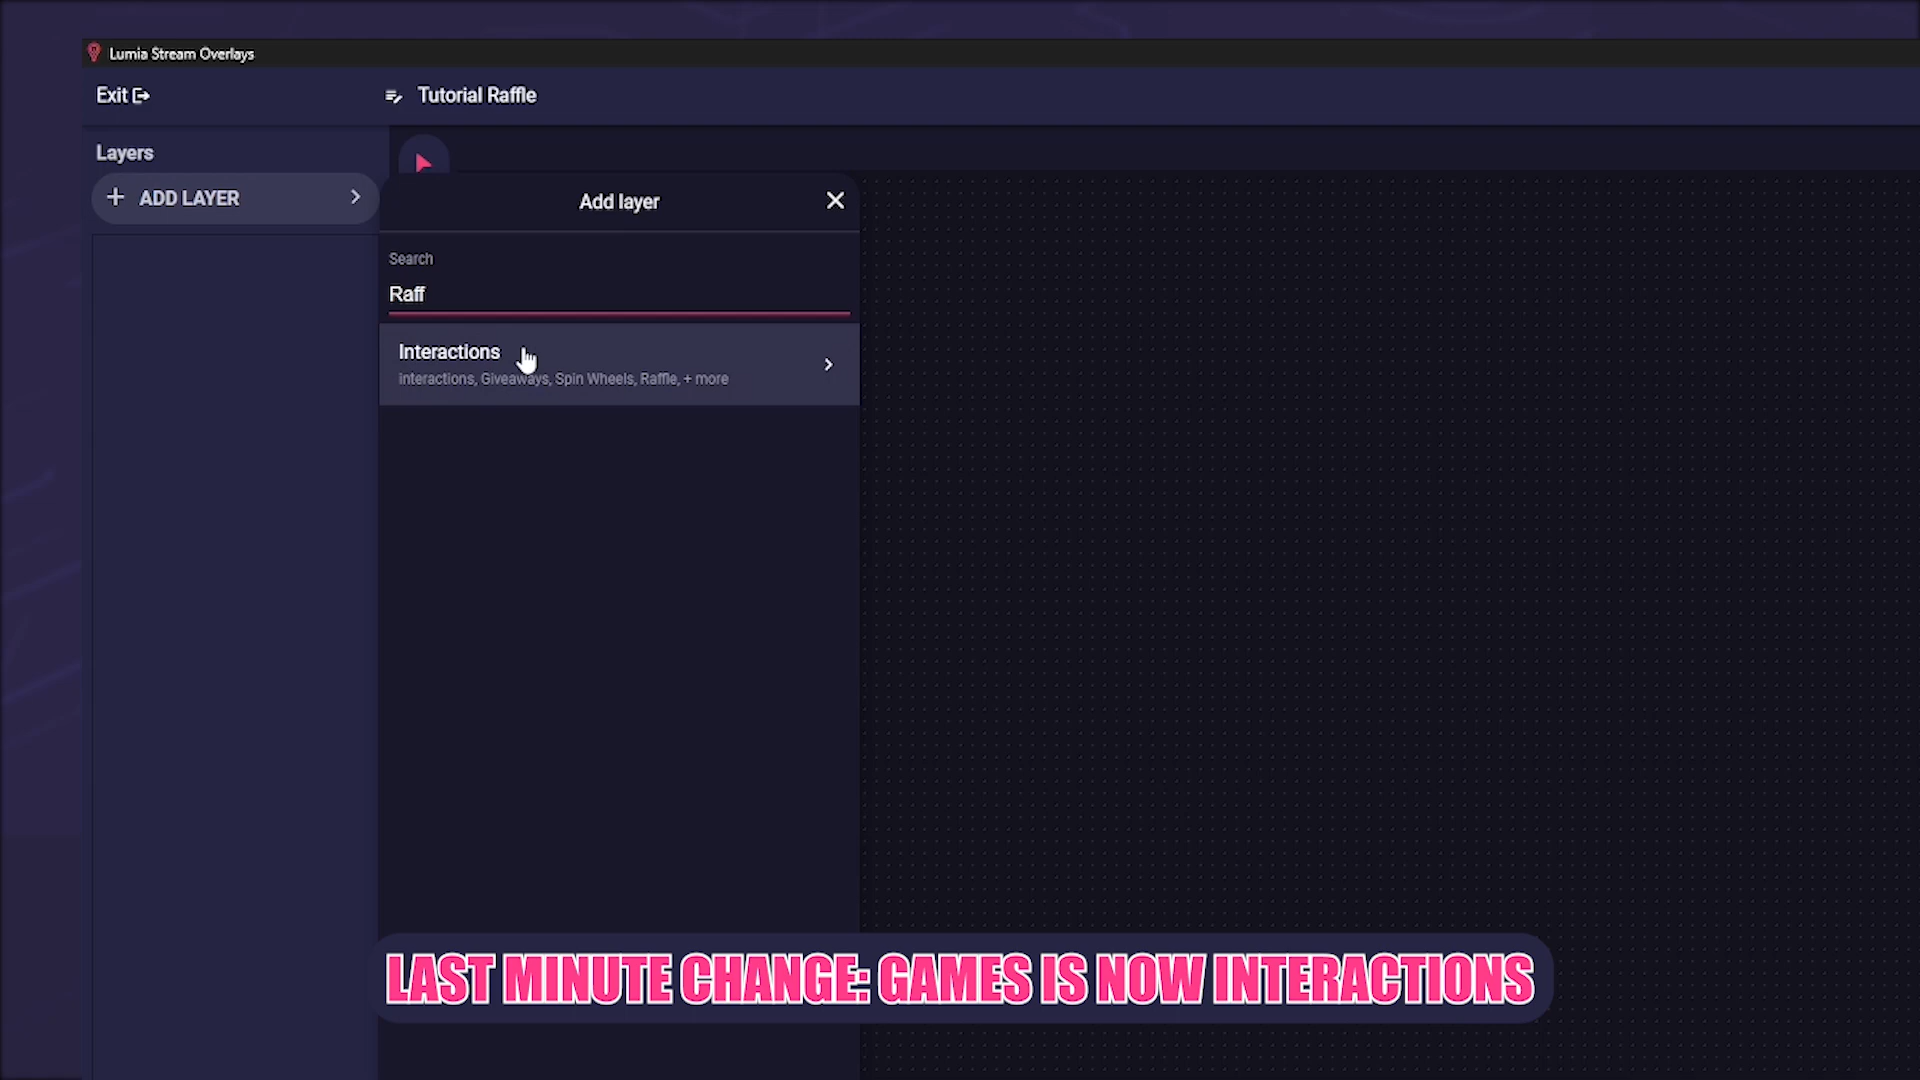 Lumia Stream Overlays
Exit
Tutorial Raffle
Layers
ADD LAYER
Add layer
Search
Raff
Interactions
Interactions, Giveaways, Spin Wheels, Raffle, + more
LAST MINUTE CHANGE: GAMES IS NOW INTERACTIONS